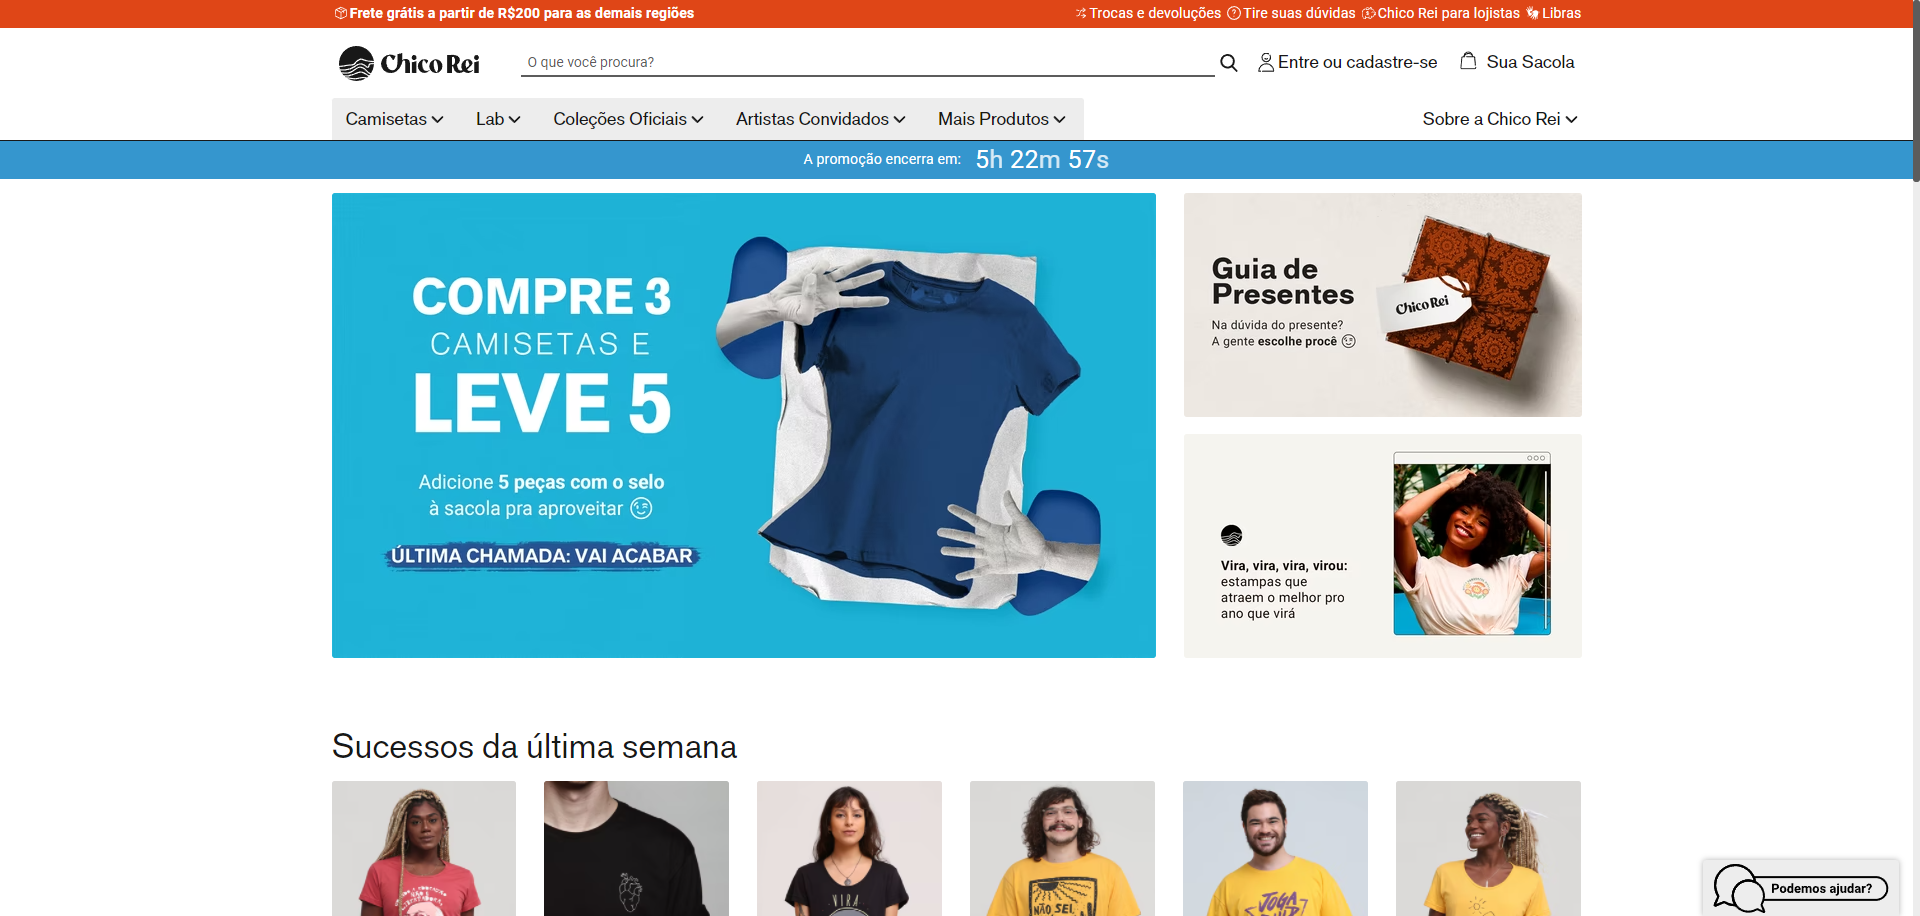 Frete grátis a partir de R$200 para as demais regiões
Trocas e devoluções
Tire suas dúvidas
Chico Rei para lojistas
Libras
Chico Rei
O que você procura?
Entre ou cadastre-se
Sua Sacola
Camisetas
Lab
Coleções Oficiais
Artistas Convidados
Mais Produtos
Sobre a Chico Rei
A promoção encerra em: 5h 22m 57s
COMPRE 3
CAMISETAS E
LEVE 5
Adicione 5 peças com o selo
à sacola pra aproveitar
ÚLTIMA CHAMADA: VAI ACABAR
Guia de
Presentes
Na dúvida do presente?
A gente escolhe procê
Chico Rei
Vira, vira, vira, virou:
estampas que
atraem o melhor pro
ano que virá
Sucessos da última semana
VIRA
NÃO SEI,
JOGA
Podemos ajudar?